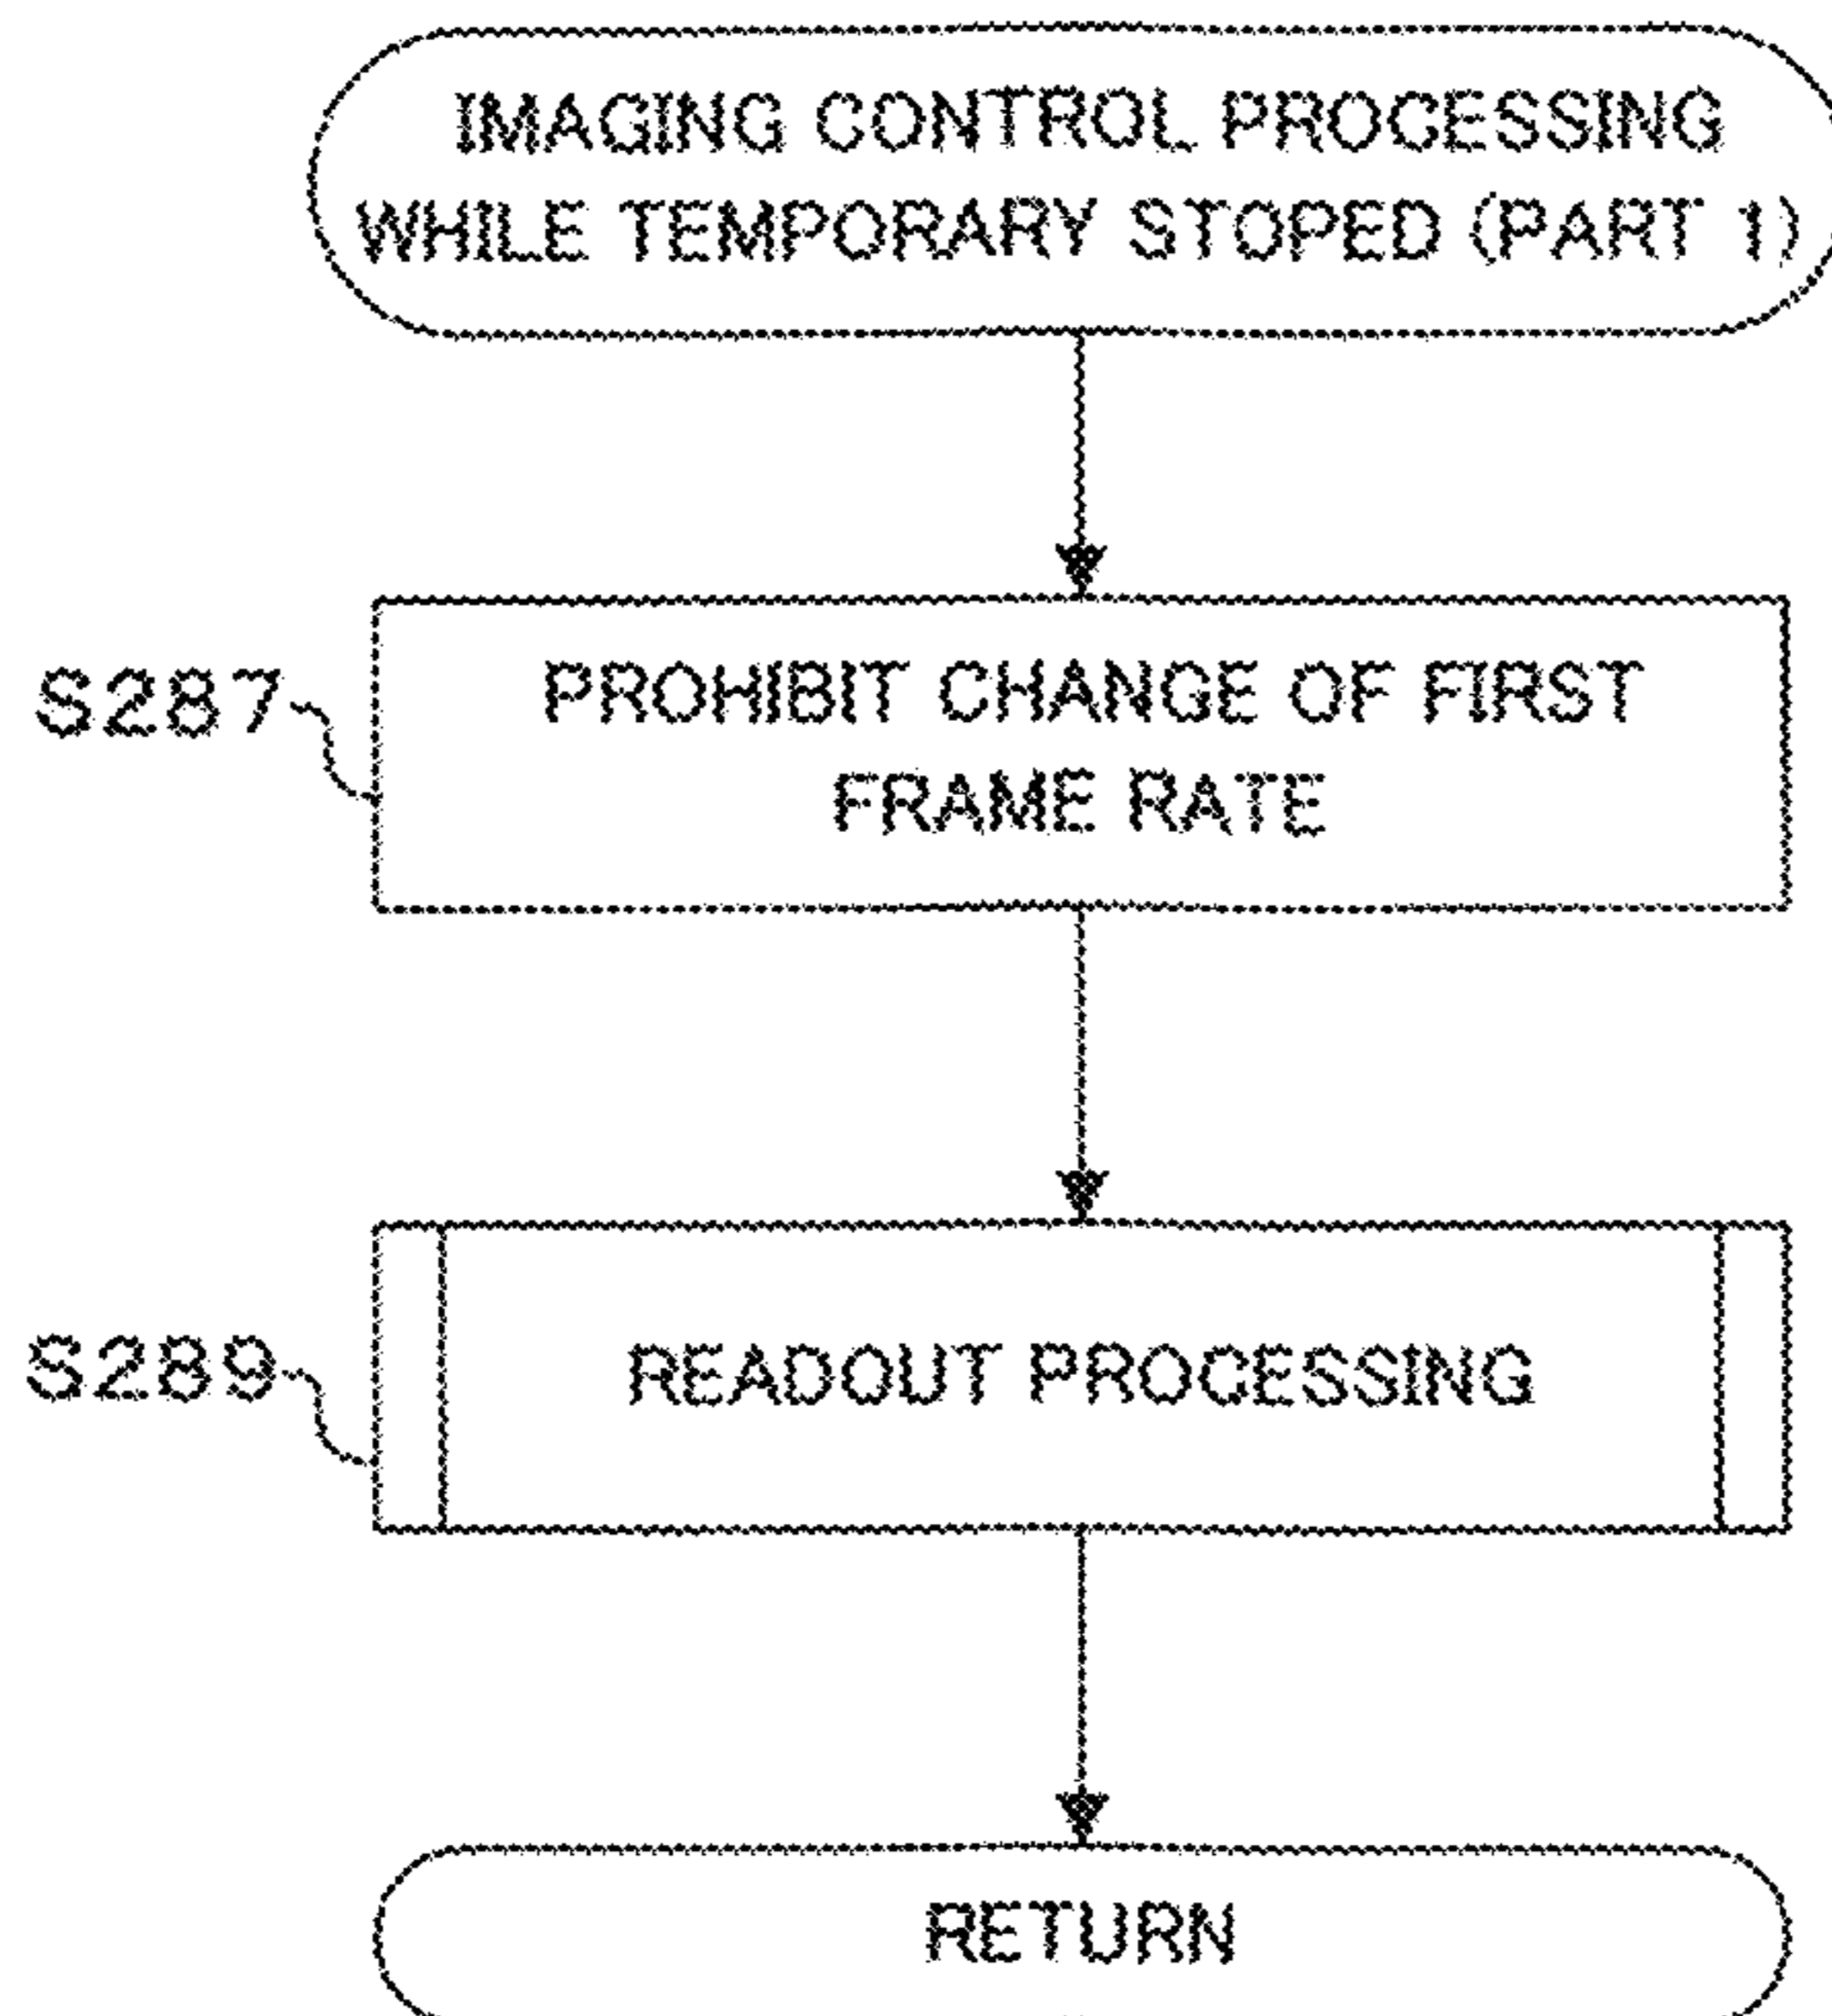 IMAGING CONTROL PROCESSING
WHILE TEMPORARY STOPED (PART 1)
S287
PROHIBIT CHANGE OF FIRST
FRAME RATE
S289
READOUT PROCESSING
RETURN